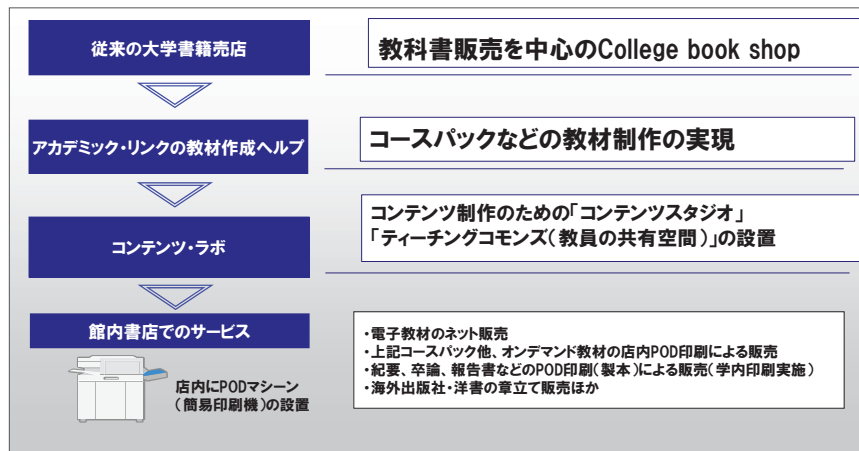 従来の大学書籍売店
教科書販売を中心のCollege book shop
アカデミック・リンクの教材作成ヘルプ
コースパックなどの教材制作の実現
コンテンツ・ラボ
コンテンツ制作のための「コンテンツスタジオ」
「ティーチングコモンズ(教員の共有空間)」の設置
館内書店でのサービス
・電子教材のネット販売
・上記コースパック他、オンデマンド教材の店内POD印刷による販売
・紀要、卒論、報告書などのPOD印刷(製本)による販売(学内印刷実施)
・海外出版社・洋書の章立て販売ほか
店内にPODマシーン
(簡易印刷機)の設置